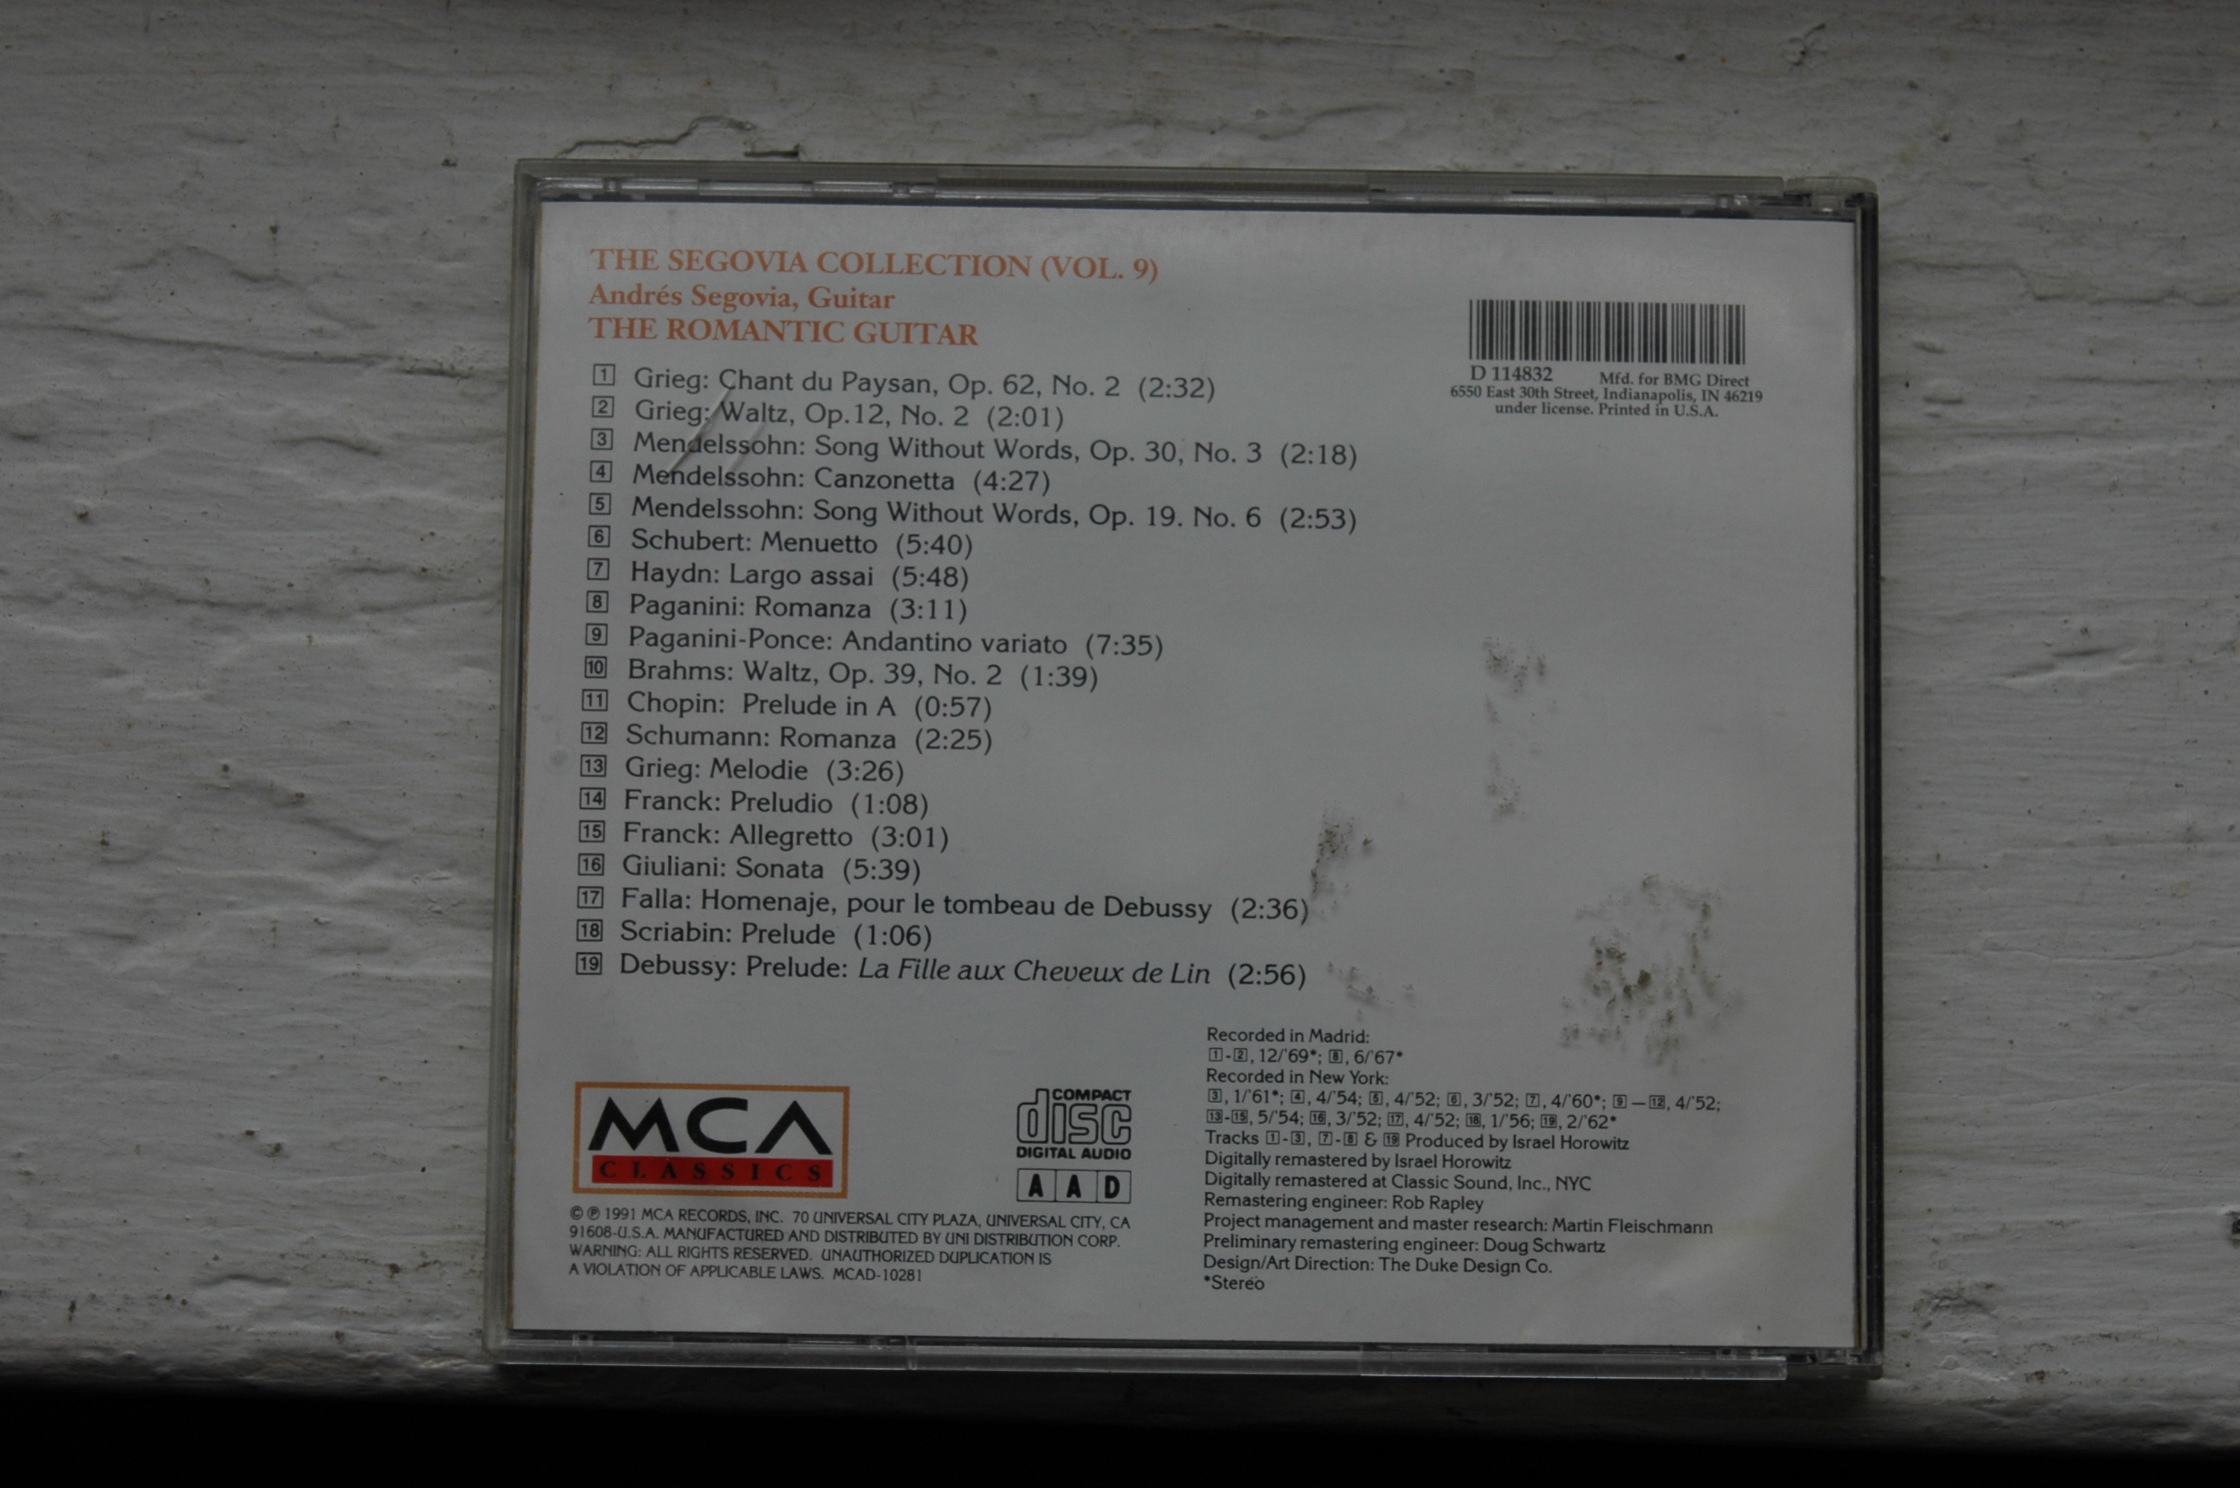 THE SEGOVIA COLLECTION (VOL. 9)
Andrés Segovia, Guitar
THE ROMANTIC GUITAR
1 Grieg: Chant du Paysan, Op. 62, No. 2 (2:32)
2 Grieg: Waltz, Op.12, No. 2 (2:01)
3 Mendelssohn: Song Without Words, Op. 30, No. 3 (2:18)
4 Mendelssohn: Canzonetta (4:27)
5 Mendelssohn: Song Without Words, Op. 19. No. 6 (2:53)
6 Schubert: Menuetto (5:40)
7 Haydn: Largo assai (5:48)
8 Paganini: Romanza (3:11)
9 Paganini-Ponce: Andantino variato (7:35)
10 Brahms: Waltz, Op. 39, No. 2 (1:39)
11 Chopin: Prelude in A (0:57)
12 Schumann: Romanza (2:25)
13 Grieg: Melodie (3:26)
14 Franck: Preludio (1:08)
15 Franck: Allegretto (3:01)
16 Giuliani: Sonata (5:39)
17 Falla: Homenaje, pour le tombeau de Debussy (2:36)
18 Scriabin: Prelude (1:06)
19 Debussy: Prelude: La Fille aux Cheveux de Lin (2:56)
D 114832 Mfd. for BMG Direct
6550 East 30th Street, Indianapolis, IN 46219
under license. Printed in U.S.A.
MCA
CLASSICS
COMPACT
disc
DIGITAL AUDIO
A A D
© ℗ 1991 MCA RECORDS, INC. 70 UNIVERSAL CITY PLAZA, UNIVERSAL CITY, CA
91608-U.S.A. MANUFACTURED AND DISTRIBUTED BY UNI DISTRIBUTION CORP.
WARNING: ALL RIGHTS RESERVED. UNAUTHORIZED DUPLICATION IS
A VIOLATION OF APPLICABLE LAWS. MCAD-10281
Recorded in Madrid:
1-2, 12/'69*; 8, 6/'67*
Recorded in New York:
3, 1/'61*; 4, 4/'54; 5, 4/'52; 6, 3/'52; 7, 4/'60*; 9—12, 4/'52;
13-15, 5/'54; 16, 3/'52; 17, 4/'52; 18, 1/'56; 19, 2/'62*
Tracks 1-3, 7-8 & 19 Produced by Israel Horowitz
Digitally remastered by Israel Horowitz
Digitally remastered at Classic Sound, Inc., NYC
Remastering engineer: Rob Rapley
Project management and master research: Martin Fleischmann
Preliminary remastering engineer: Doug Schwartz
Design/Art Direction: The Duke Design Co.
*Stereo